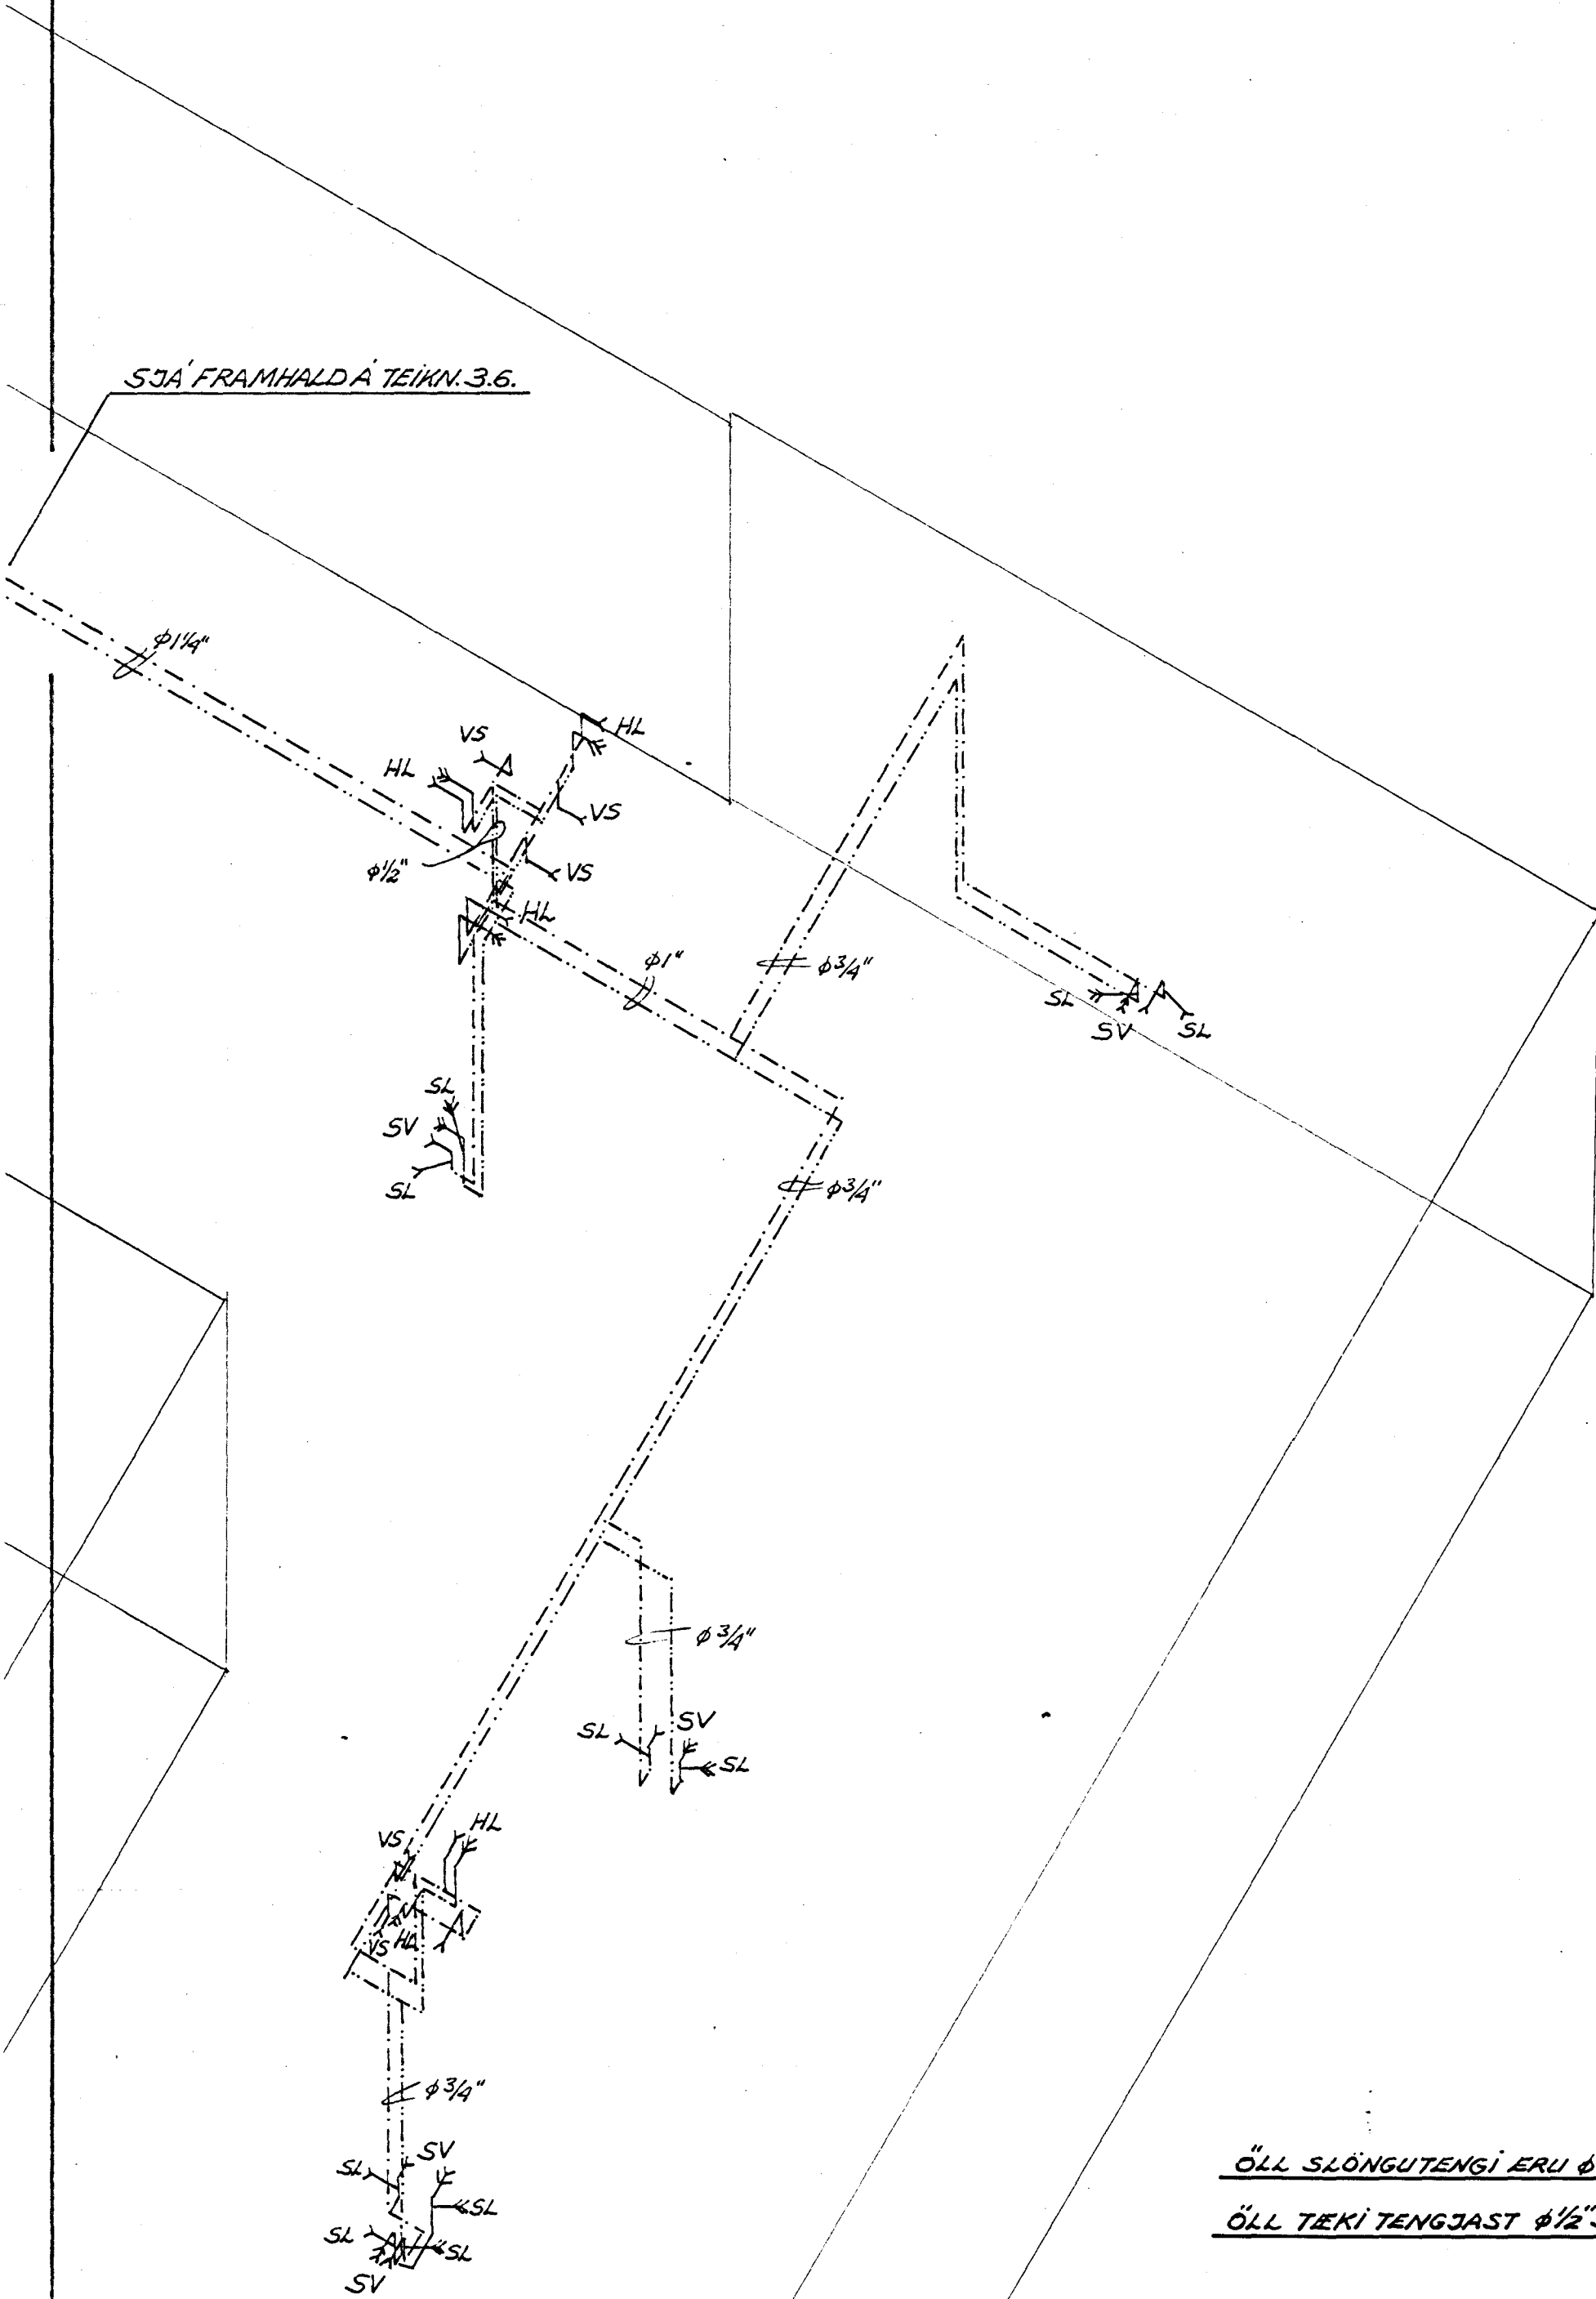 SJÁ FRAMHALD Á TEIKN. 3.6.
φ1¼"
HL
VS
HL
VS
φ½"
VS
HL
φ1"
φ¾"
SL
SV
SL
SL
SV
SL
φ¾"
φ¾"
SL
SV
SL
VS
HL
VS
HA
φ¾"
SL
SV
SL
SL
SL
SV
ÖLL SLÖNGUTENGI ERU φ
ÖLL TÆKI TENGJAST φ½"